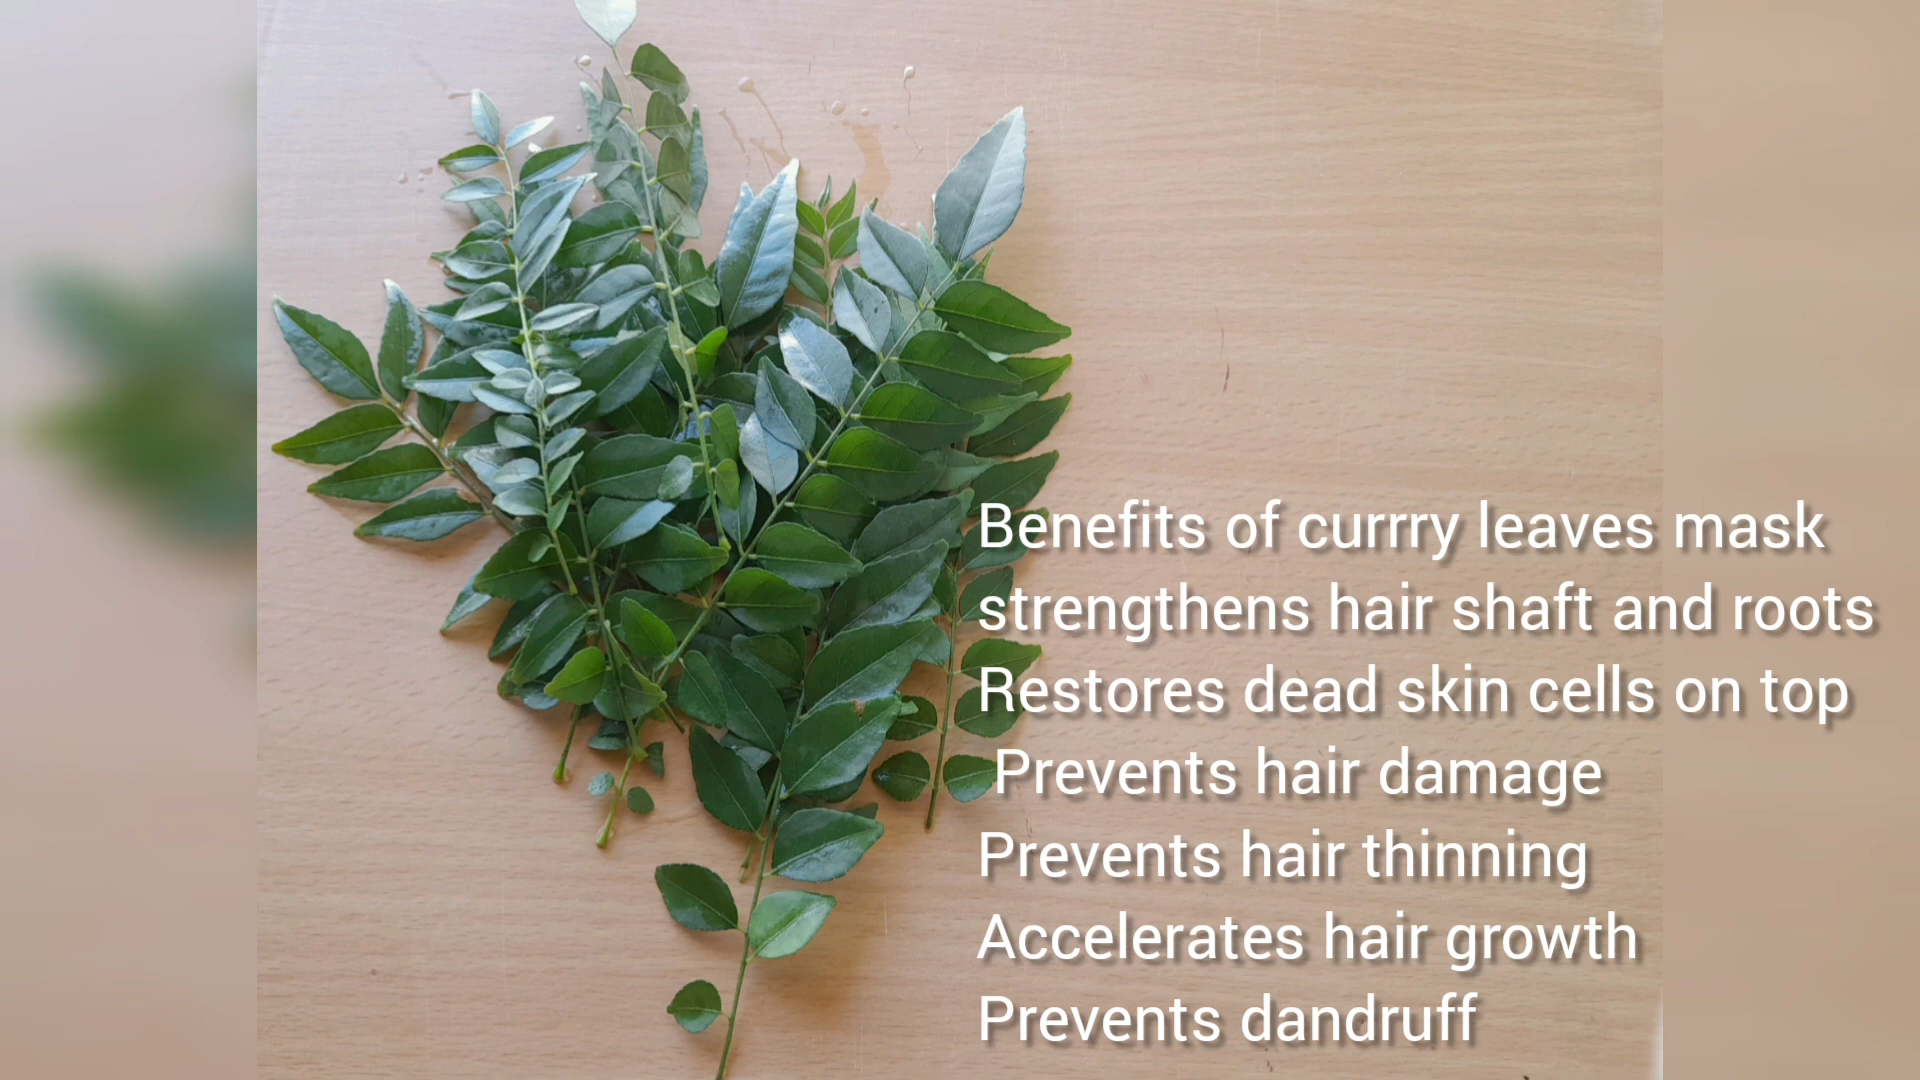 Benefits of currry leaves mask
strengthens hair shaft and roots
Restores dead skin cells on top
Prevents hair damage
Prevents hair thinning
Accelerates hair growth
Prevents dandruff